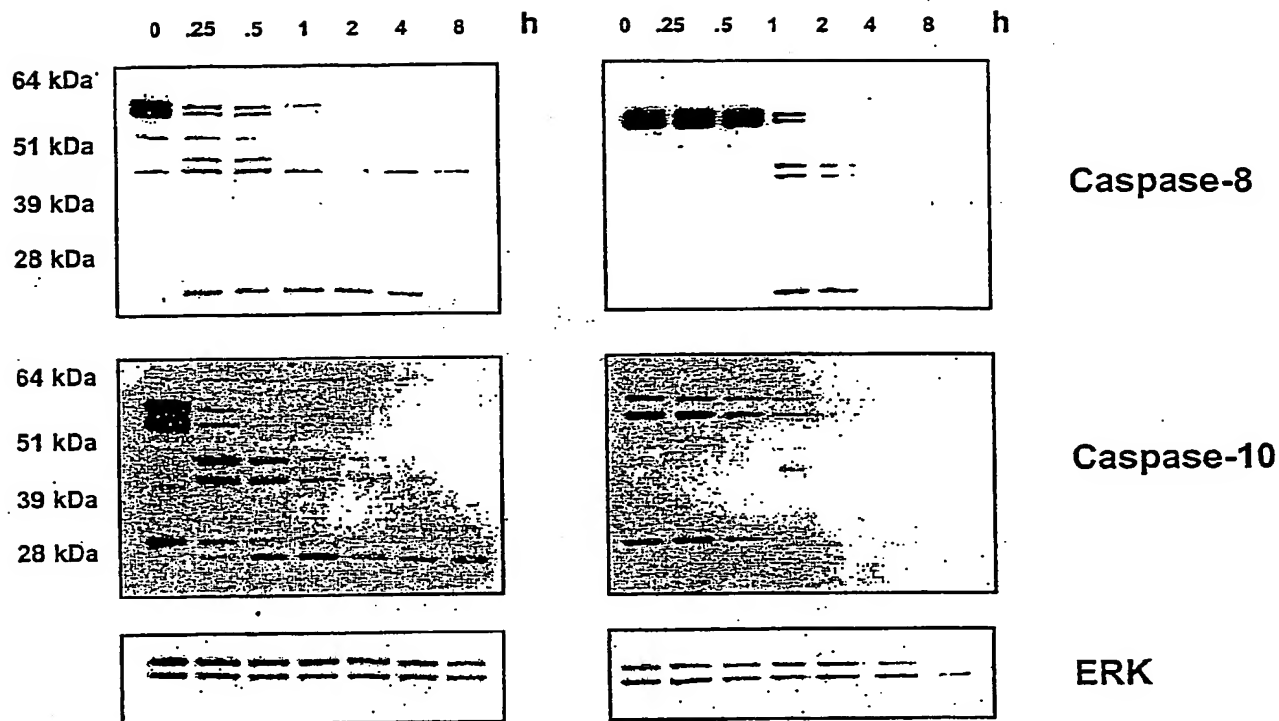 0 .25 .5 1 2 4 8 h
0 .25 .5 1 2 4 8 h
64 kDa
51 kDa
39 kDa
28 kDa
Caspase-8
64 kDa
51 kDa
39 kDa
28 kDa
Caspase-10
ERK